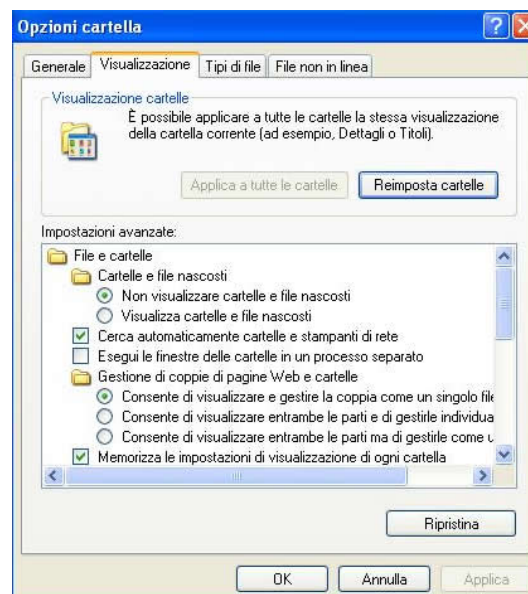 Opzioni cartella
Generale Visualizzazione Tipi di file File non in linea
Visualizzazione cartelle
È possibile applicare a tutte le cartelle la stessa visualizzazione
della cartella corrente (ad esempio, Dettagli o Titoli).
Applica a tutte le cartelle Reimposta cartelle
Impostazioni avanzate:
File e cartelle
Cartelle e file nascosti
Non visualizzare cartelle e file nascosti
Visualizza cartelle e file nascosti
Cerca automaticamente cartelle e stampanti di rete
Esegui le finestre delle cartelle in un processo separato
Gestione di coppie di pagine Web e cartelle
Consente di visualizzare e gestire la coppia come un singolo file
Consente di visualizzare entrambe le parti e di gestirle individua
Consente di visualizzare entrambe le parti ma di gestirle come u
Memorizza le impostazioni di visualizzazione di ogni cartella
Ripristina
OK Annulla Applica